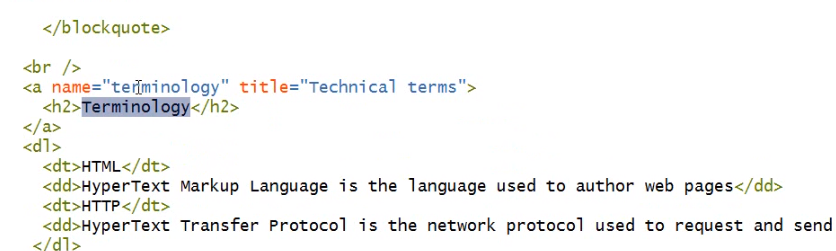 </blockquote>
<br />
<a name="terminology" title="Technical terms">
<h2>Terminology</h2>
</a>
<dl>
<dt>HTML</dt>
<dd>HyperText Markup Language is the language used to author web pages</dd>
<dt>HTTP</dt>
<dd>HyperText Transfer Protocol is the network protocol used to request and send
</dl>